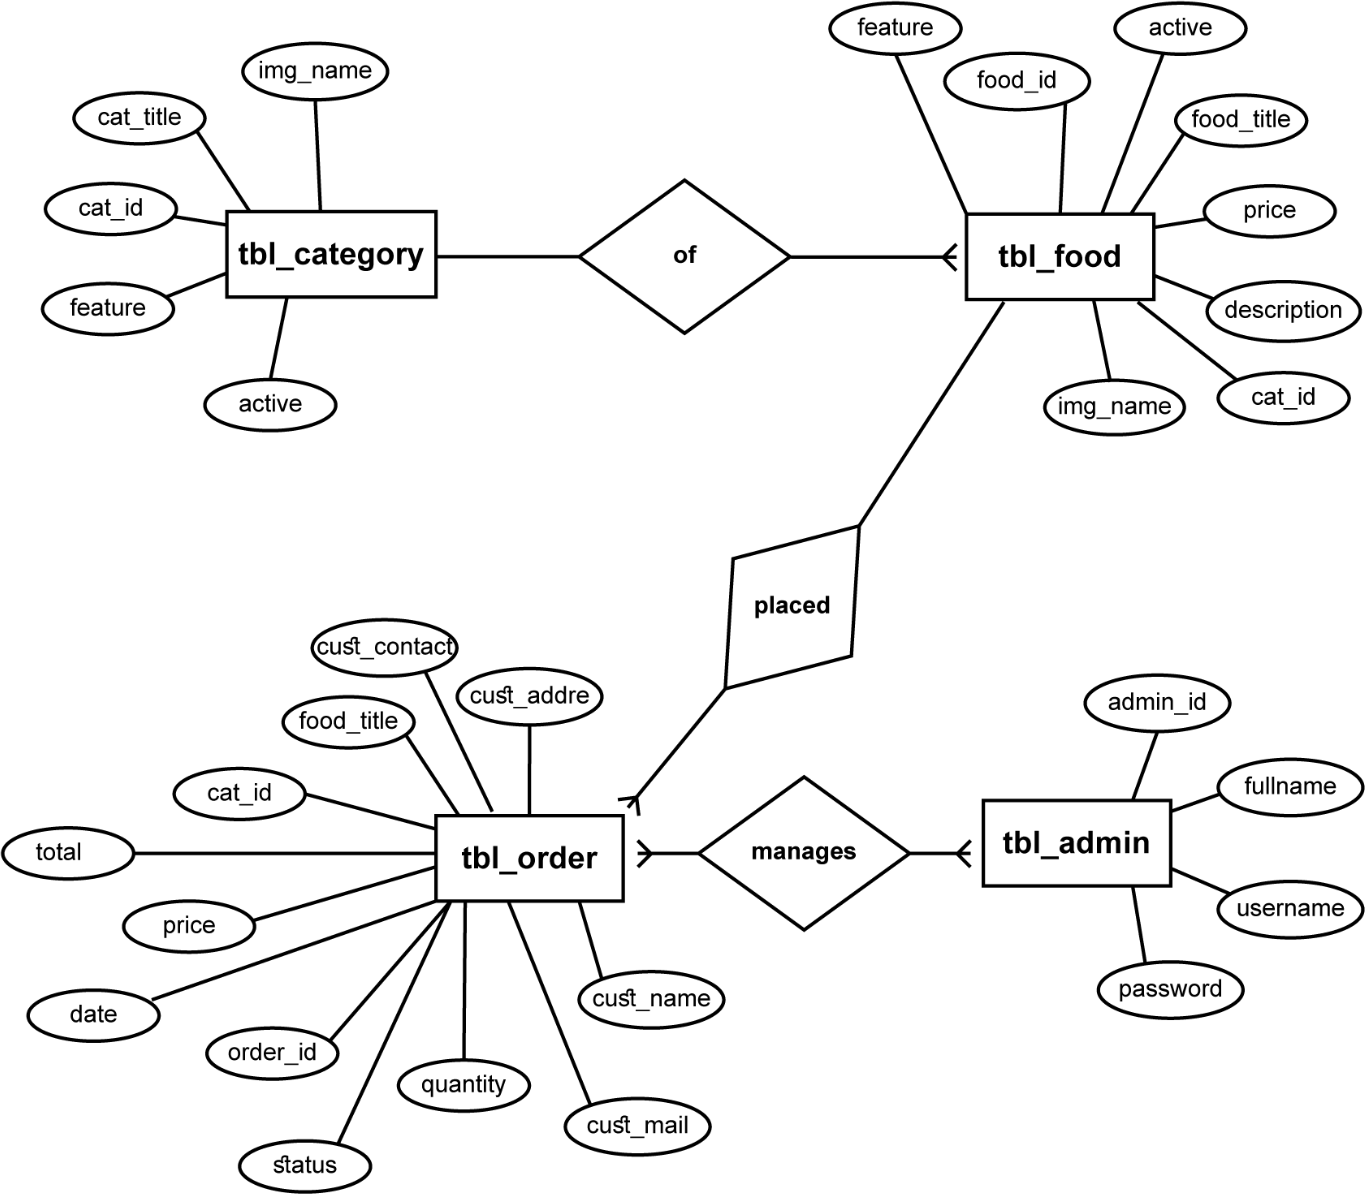 feature
active
img_name
food_id
cat_title
food_title
cat_id
price
tbl_category
of
tbl_food
feature
description
active
img_name
cat_id
placed
cust_contact
cust_addre
food_title
admin_id
cat_id
fullname
total
tbl_order
manages
tbl_admin
price
username
date
cust_name
password
order_id
quantity
cust_mail
status